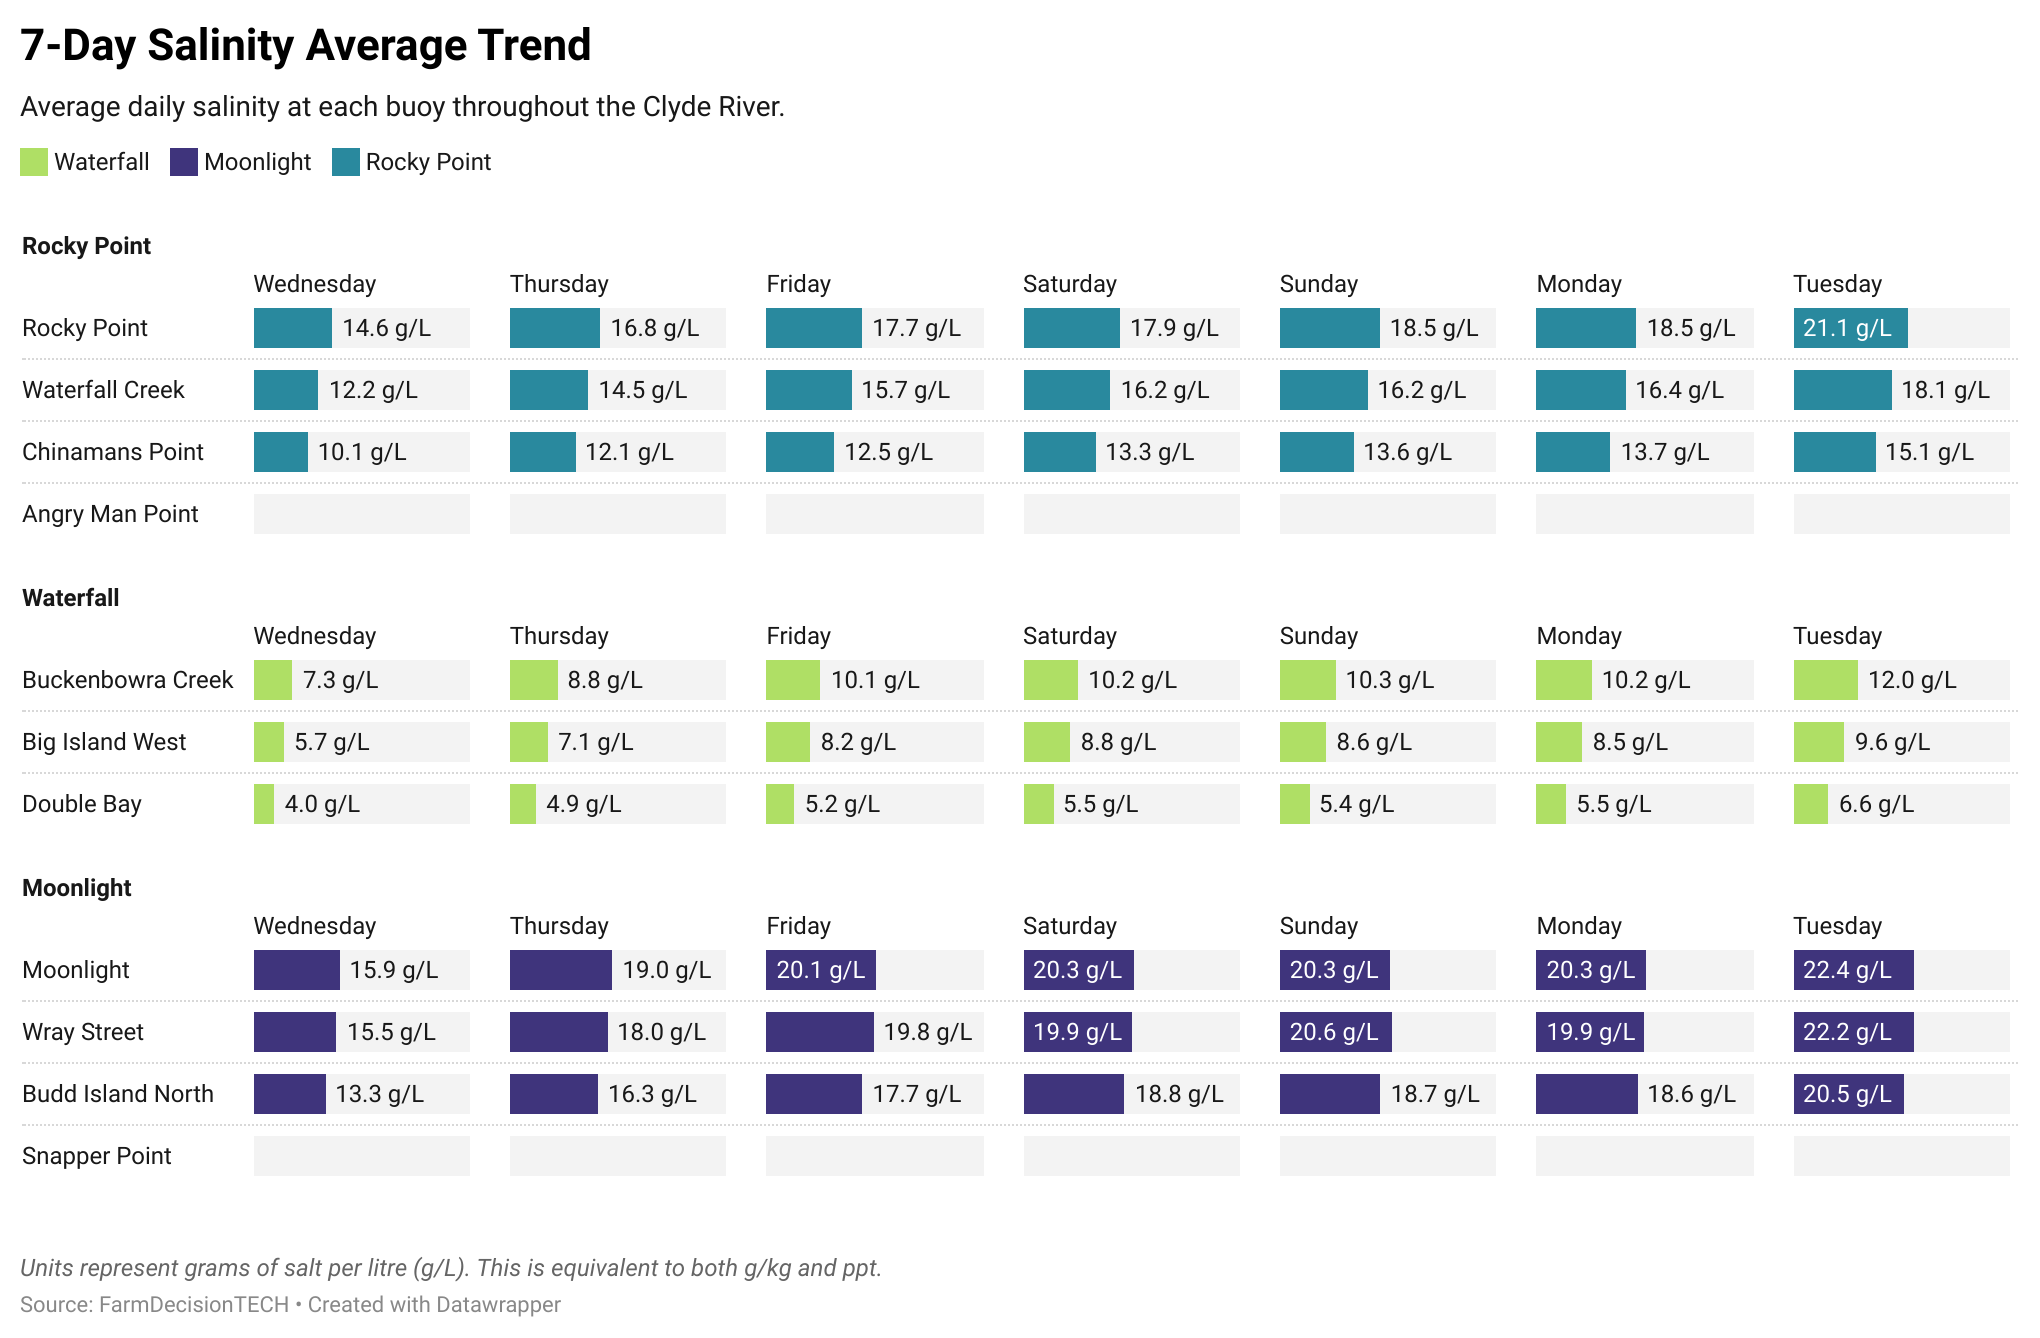 7-Day Salinity Average Trend
Average daily salinity at each buoy throughout the Clyde River.
Waterfall Moonlight Rocky Point
Rocky Point
Wednesday Thursday Friday Saturday Sunday Monday Tuesday
Rocky Point 14.6 g/L 16.8 g/L 17.7 g/L 17.9 g/L 18.5 g/L 18.5 g/L 21.1 g/L
Waterfall Creek 12.2 g/L 14.5 g/L 15.7 g/L 16.2 g/L 16.2 g/L 16.4 g/L 18.1 g/L
Chinamans Point 10.1 g/L 12.1 g/L 12.5 g/L 13.3 g/L 13.6 g/L 13.7 g/L 15.1 g/L
Angry Man Point
Waterfall
Wednesday Thursday Friday Saturday Sunday Monday Tuesday
Buckenbowra Creek 7.3 g/L 8.8 g/L 10.1 g/L 10.2 g/L 10.3 g/L 10.2 g/L 12.0 g/L
Big Island West 5.7 g/L 7.1 g/L 8.2 g/L 8.8 g/L 8.6 g/L 8.5 g/L 9.6 g/L
Double Bay 4.0 g/L 4.9 g/L 5.2 g/L 5.5 g/L 5.4 g/L 5.5 g/L 6.6 g/L
Moonlight
Wednesday Thursday Friday Saturday Sunday Monday Tuesday
Moonlight 15.9 g/L 19.0 g/L 20.1 g/L 20.3 g/L 20.3 g/L 20.3 g/L 22.4 g/L
Wray Street 15.5 g/L 18.0 g/L 19.8 g/L 19.9 g/L 20.6 g/L 19.9 g/L 22.2 g/L
Budd Island North 13.3 g/L 16.3 g/L 17.7 g/L 18.8 g/L 18.7 g/L 18.6 g/L 20.5 g/L
Snapper Point
Units represent grams of salt per litre (g/L). This is equivalent to both g/kg and ppt.
Source: FarmDecisionTECH • Created with Datawrapper